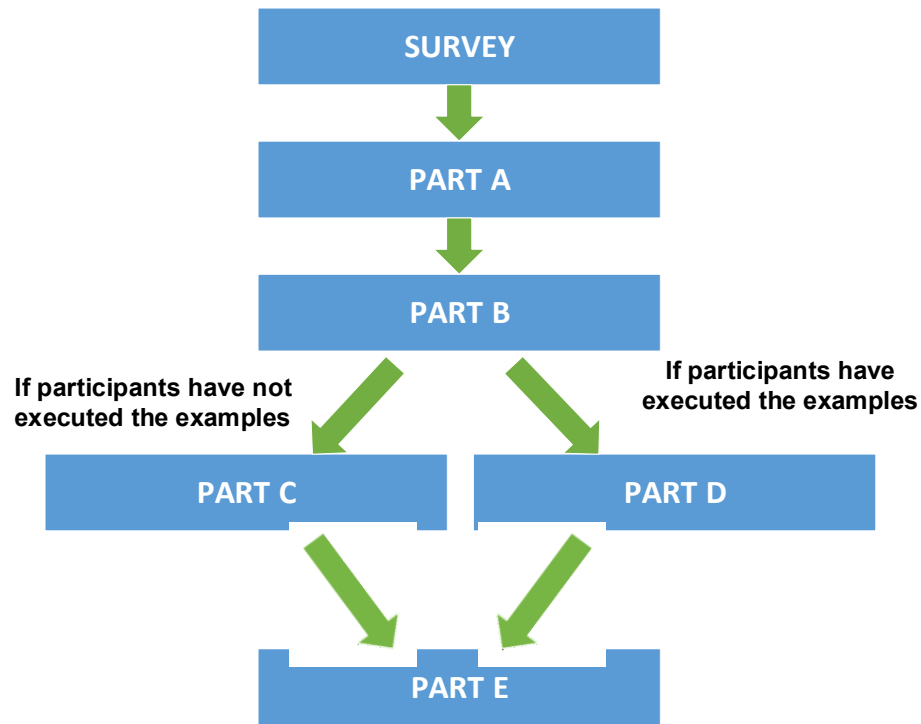 SURVEY
PART A
PART B
If participants have not
executed the examples
If participants have
executed the examples
PART C
PART D
PART E